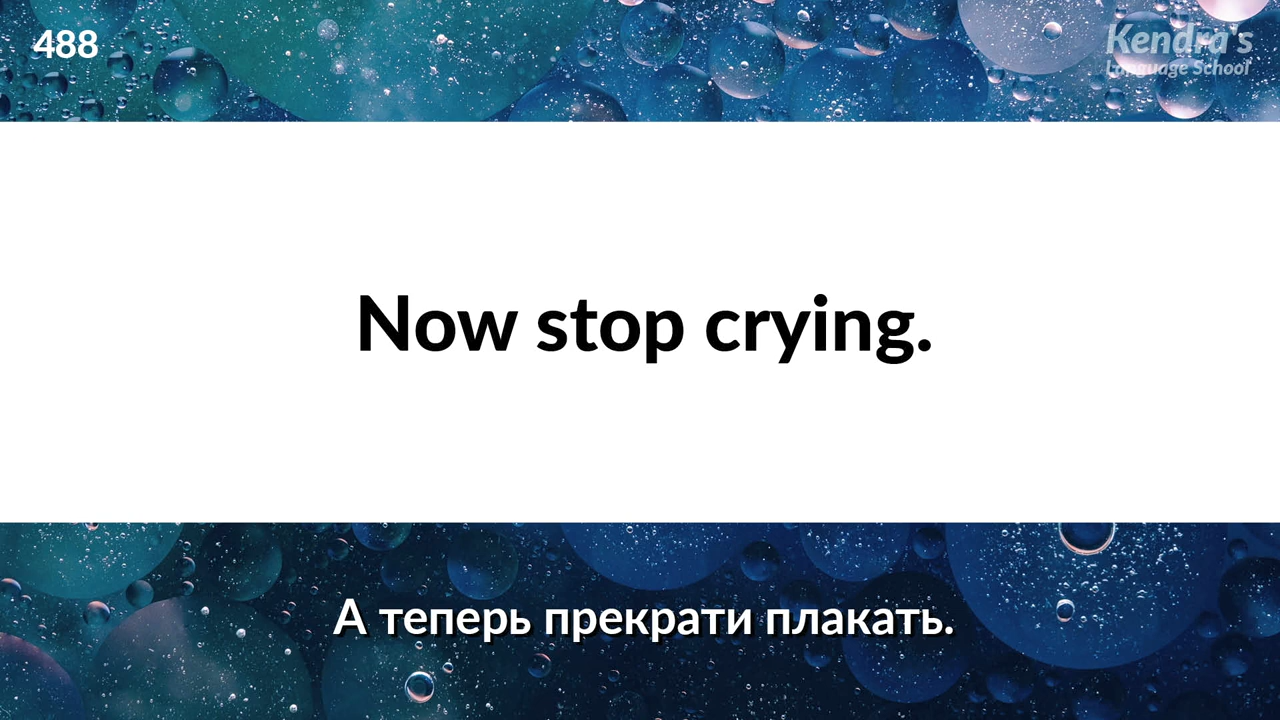 488
Kendra's
Language School
Now stop crying.
А теперь прекрати плакать.